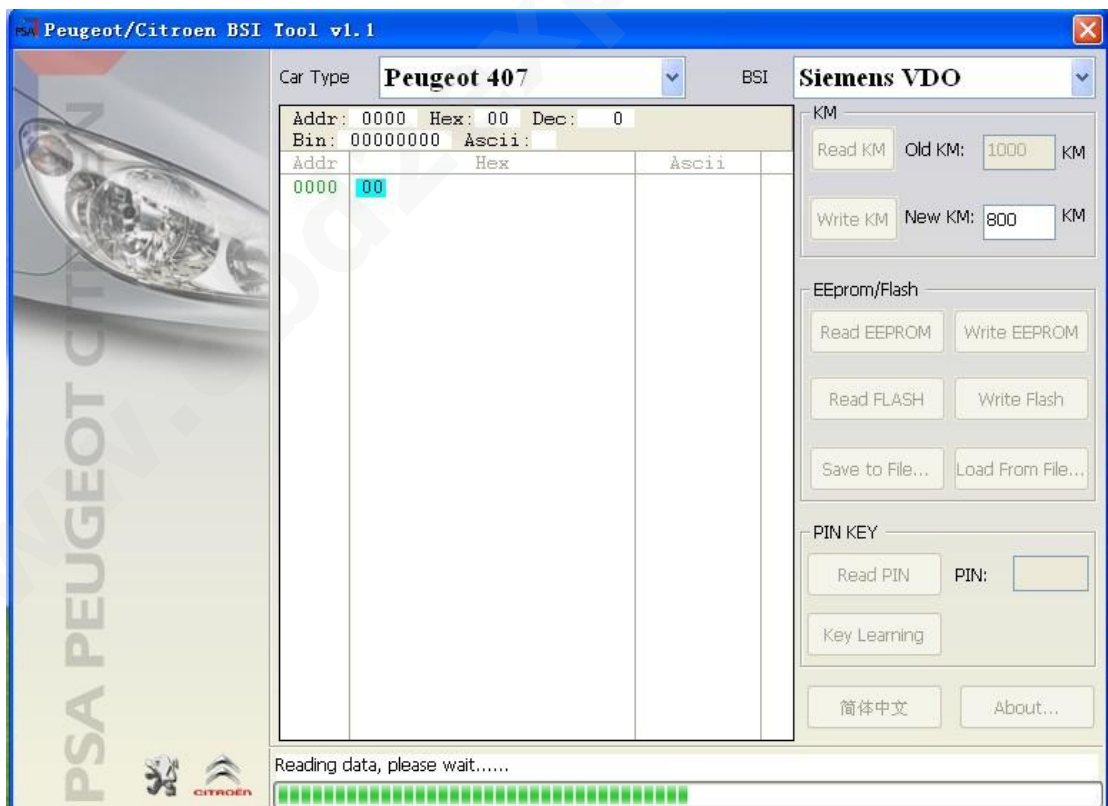 Peugeot/Citroen BSI Tool v1.1
Car Type Peugeot 407 BSI Siemens VDO
Addr: 0000 Hex: 00 Dec: 0
Bin: 00000000 Ascii:
Addr Hex Ascii
0000 00
KM
Read KM Old KM: 1000 KM
Write KM New KM: 800 KM
EEprom/Flash
Read EEPROM Write EEPROM
Read FLASH Write Flash
Save to File... Load From File...
PIN KEY
Read PIN PIN:
Key Learning
简体中文 About...
PSA PEUGEOT CIT
CITROËN
Reading data, please wait......